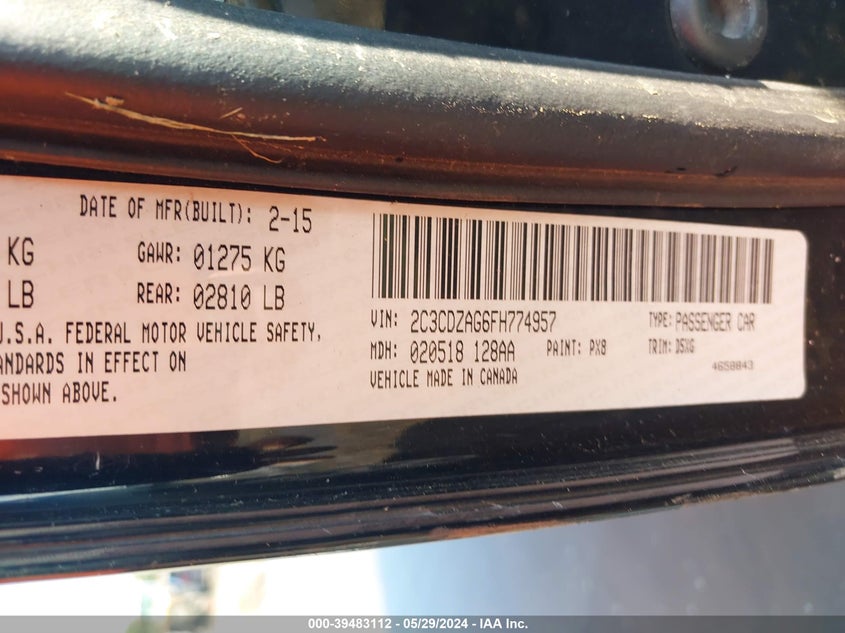 DATE OF MFR(BUILT): 2-15
KG GAWR: 01275 KG
LB REAR: 02810 LB
U.S.A. FEDERAL MOTOR VEHICLE SAFETY,
ANDARDS IN EFFECT ON
SHOWN ABOVE.
VIN: 2C3CDZAG6FH774957 TYPE: PASSENGER CAR
MDH: 020518 128AA PAINT: PX8 TRIM: D5XG
VEHICLE MADE IN CANADA 4658843
000-39483112 - 05/29/2024 - IAA Inc.